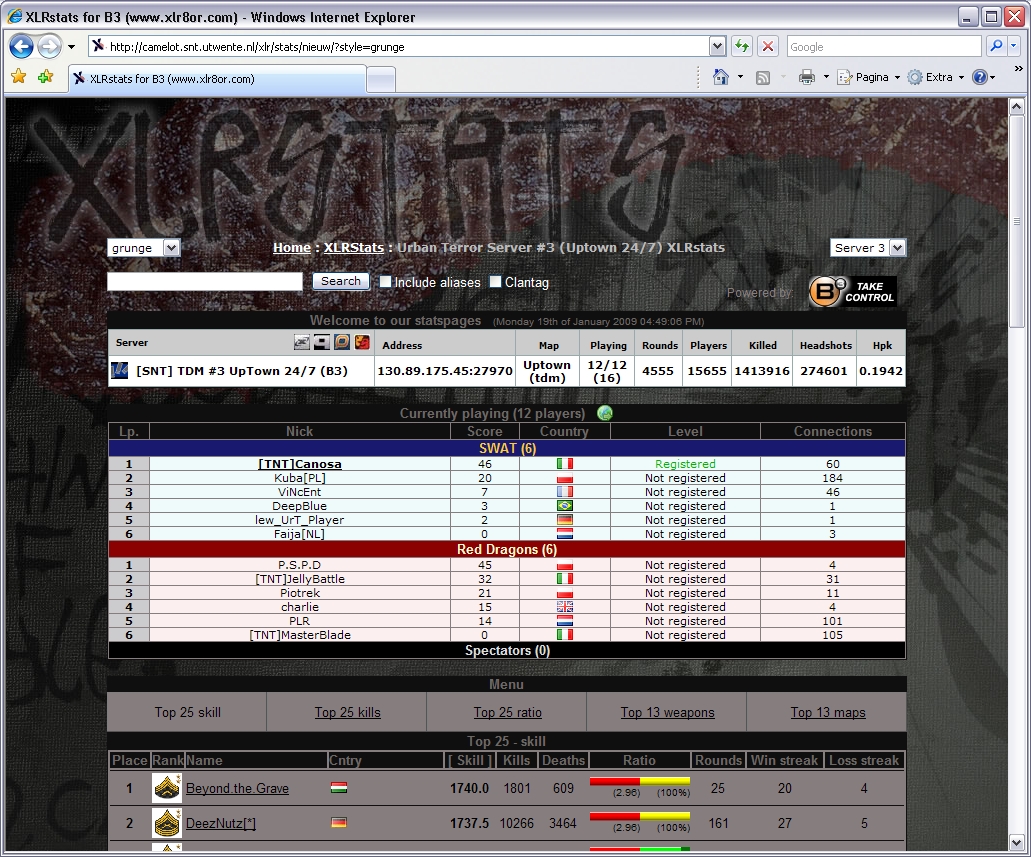 XLRstats for B3 (www.xlr8or.com) - Windows Internet Explorer
http://camelot.snt.utwente.nl/xlr/stats/nieuw/?style=grunge
Google
XLRstats for B3 (www.xlr8or.com)
Pagina Extra
XLRSTATS
grunge Home : XLRStats : Urban Terror Server #3 (Uptown 24/7) XLRstats Server 3
Search Include aliases Clantag
Powered by: B3 TAKE CONTROL
Welcome to our statspages (Monday 19th of January 2009 04:49:06 PM)
Server Address Map Playing Rounds Players Killed Headshots Hpk
[SNT] TDM #3 UpTown 24/7 (B3) 130.89.175.45:27970 Uptown (tdm) 12/12 (16) 4555 15655 1413916 274601 0.1942
Currently playing (12 players)
Lp. Nick Score Country Level Connections
SWAT (6)
1 [TNT]Canosa 46 Registered 60
2 Kuba[PL] 20 Not registered 184
3 ViNcEnt 7 Not registered 46
4 DeepBlue 3 Not registered 1
5 lew_UrT_Player 2 Not registered 1
6 Faija[NL] 0 Not registered 3
Red Dragons (6)
1 P.S.P.D 45 Not registered 4
2 [TNT]JellyBattle 32 Not registered 31
3 Piotrek 21 Not registered 11
4 charlie 15 Not registered 4
5 PLR 14 Not registered 101
6 [TNT]MasterBlade 0 Not registered 105
Spectators (0)
Menu
Top 25 skill Top 25 kills Top 25 ratio Top 13 weapons Top 13 maps
Top 25 - skill
Place Rank Name Cntry [ Skill ] Kills Deaths Ratio Rounds Win streak Loss streak
1 Beyond.the.Grave 1740.0 1801 609 (2.96) (100%) 25 20 4
2 DeezNutz[*] 1737.5 10266 3464 (2.96) (100%) 161 27 5